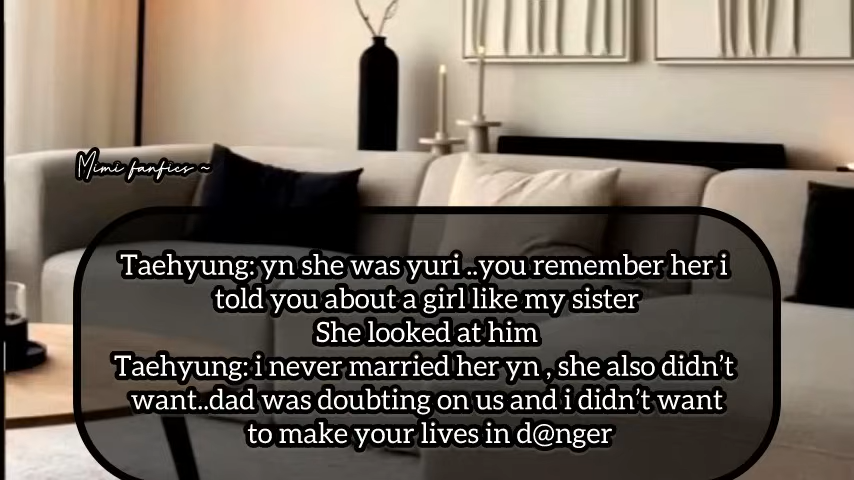 Mimi fanfics ~
Taehyung: yn she was yuri ..you remember her i
told you about a girl like my sister
She looked at him
Taehyung: i never married her yn , she also didn't
want..dad was doubting on us and i didn't want
to make your lives in d@nger